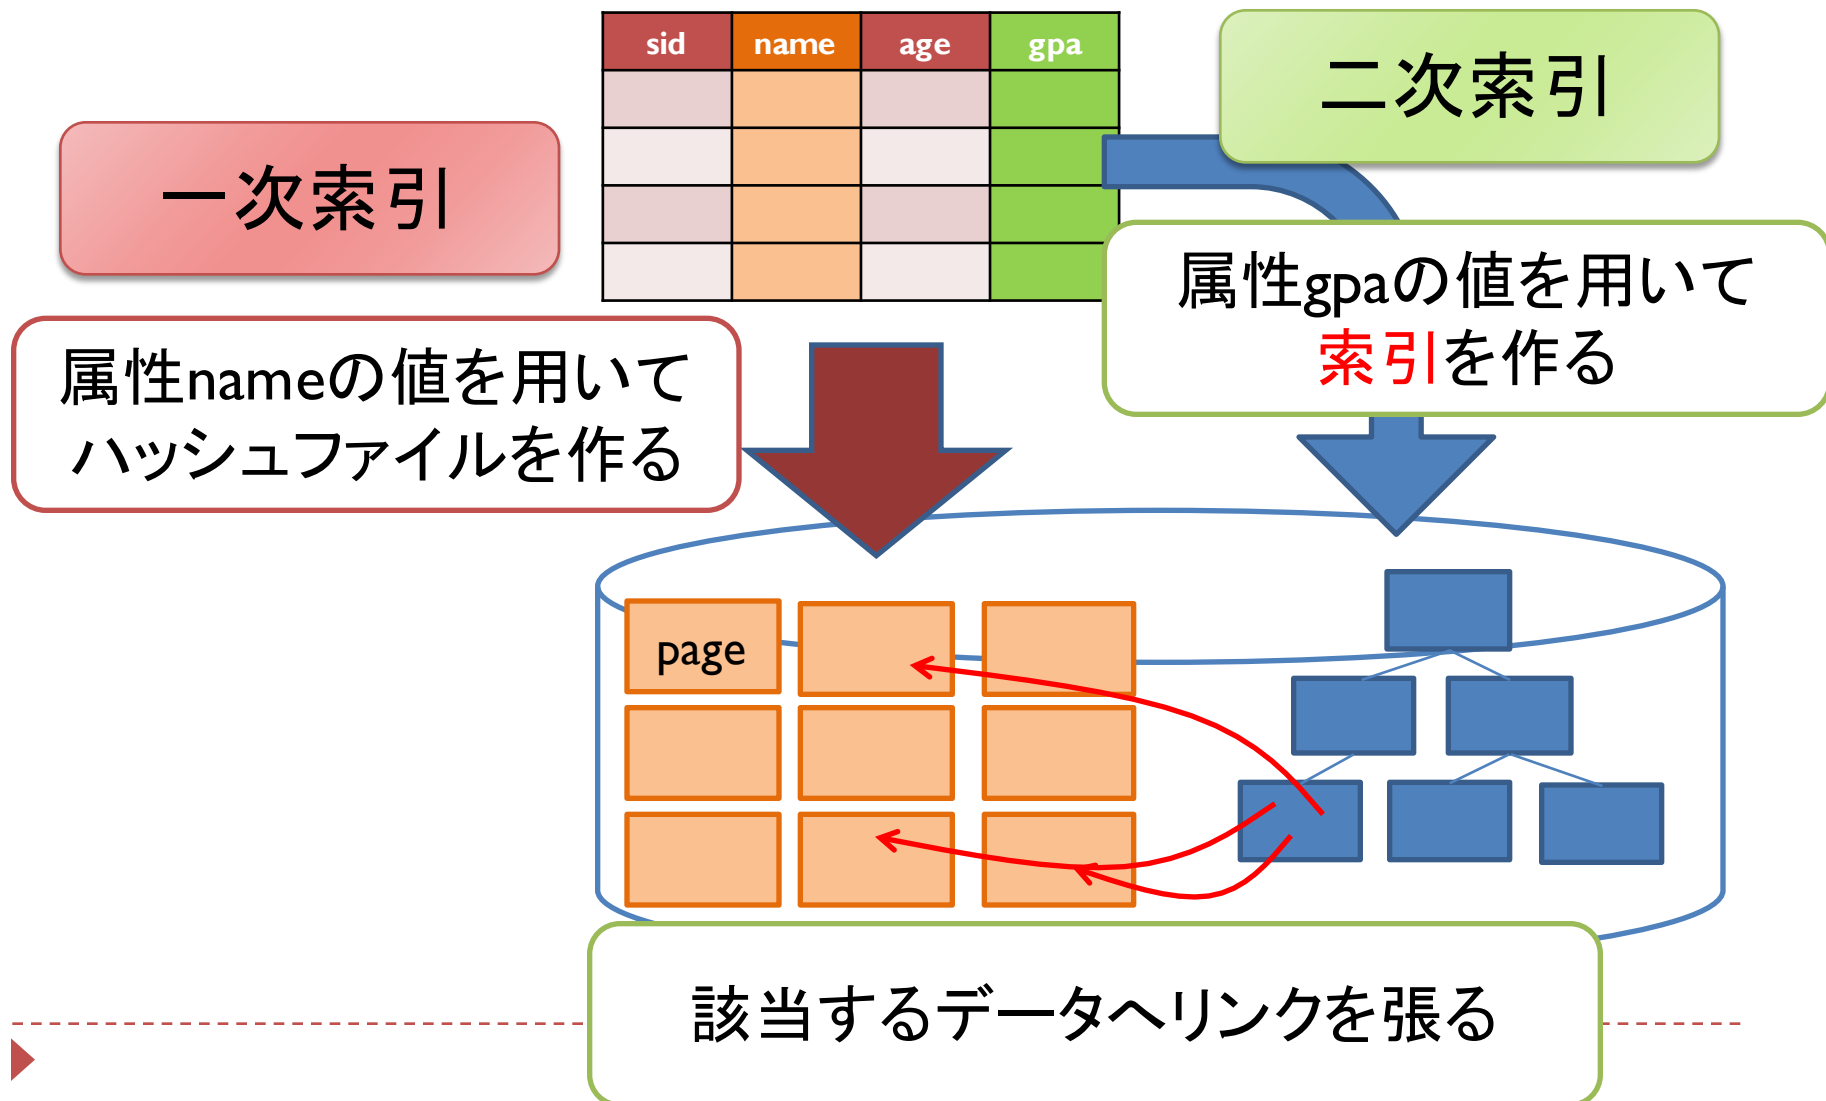 sid name age gpa
二次索引
一次索引
属性gpaの値を用いて
索引を作る
属性nameの値を用いて
ハッシュファイルを作る
page
該当するデータへリンクを張る